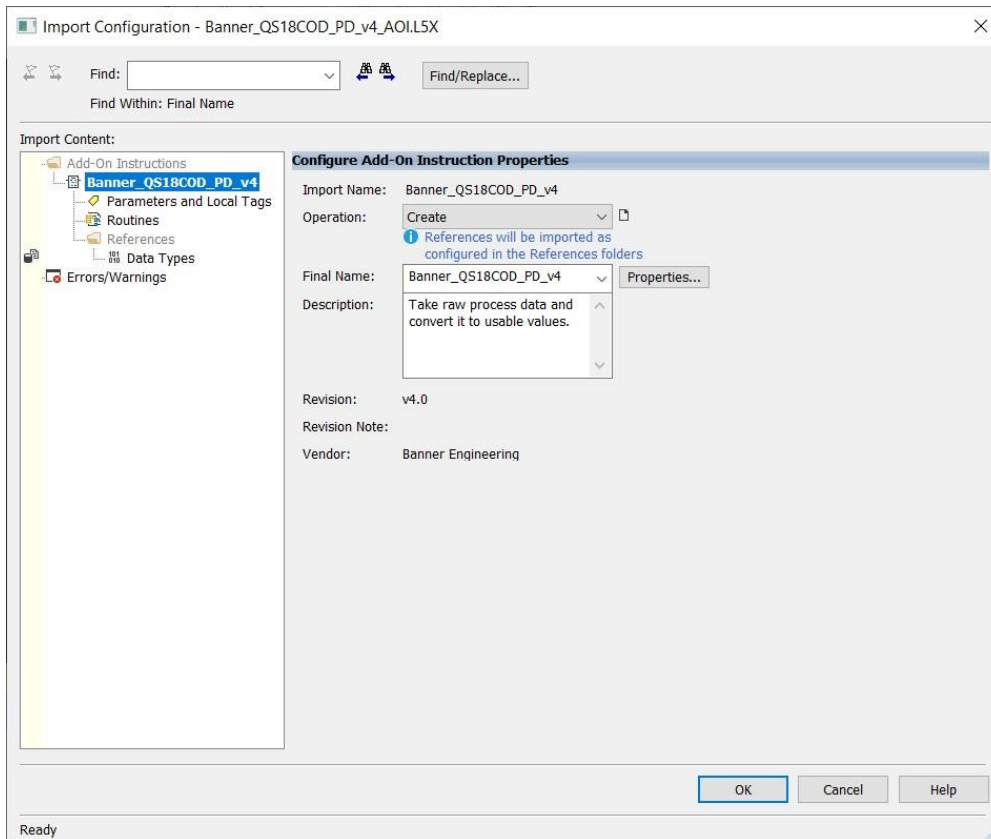 Import Configuration - Banner_QS18COD_PD_v4_AOI.L5X
Find:
Find/Replace...
Find Within: Final Name
Import Content:
Add-On Instructions
Banner_QS18COD_PD_v4
Parameters and Local Tags
Routines
References
Data Types
Errors/Warnings
Configure Add-On Instruction Properties
Import Name: Banner_QS18COD_PD_v4
Operation: Create
References will be imported as
configured in the References folders
Final Name: Banner_QS18COD_PD_v4 Properties...
Description: Take raw process data and
convert it to usable values.
Revision: v4.0
Revision Note:
Vendor: Banner Engineering
OK Cancel Help
Ready